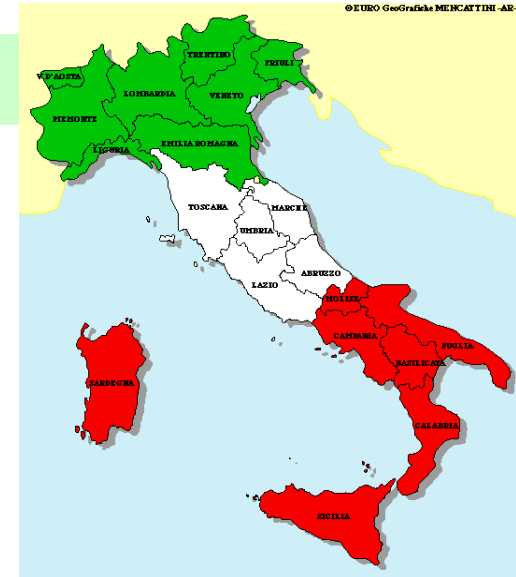 ©EURO GeoGrafiche MENCATTINI -AR-
TRENTINO
FRIULI
V. D'AOSTA
LOMBARDIA
VENETO
PIEMONTE
EMILIA ROMAGNA
LIGURIA
TOSCANA
MARCHE
UMBRIA
ABRUZZO
LAZIO
MOLISE
CAMPANIA
PUGLIA
BASILICATA
SARDEGNA
CALABRIA
SICILIA